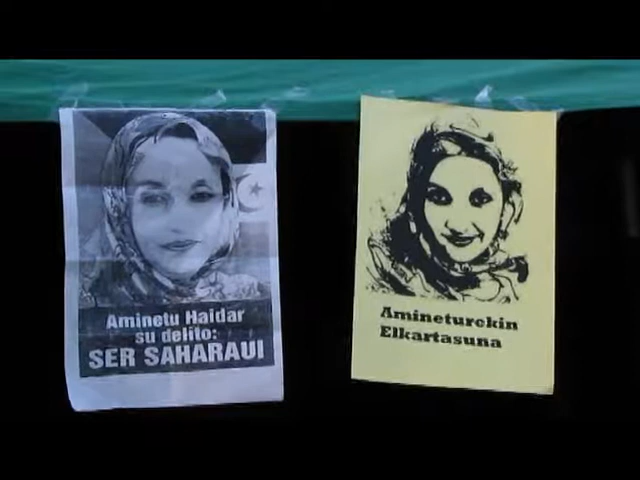 Aminetu Haidar
su delito:
SER SAHARAUI
Amineturekin
Elkartasuna